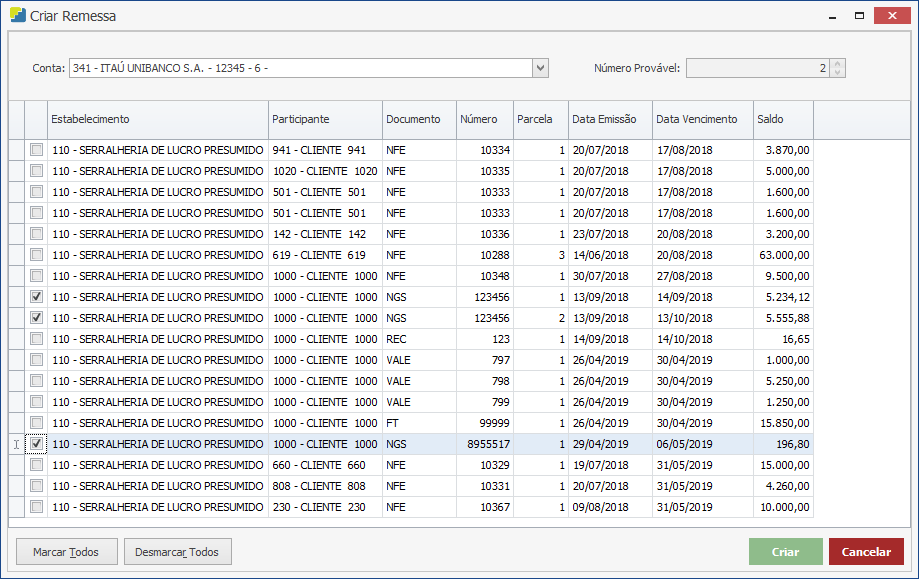 Criar Remessa
Conta: 341 - ITAÚ UNIBANCO S.A. - 12345 - 6 - Número Provável: 2
Estabelecimento Participante Documento Número Parcela Data Emissão Data Vencimento Saldo
110 - SERRALHERIA DE LUCRO PRESUMIDO 941 - CLIENTE 941 NFE 10334 1 20/07/2018 17/08/2018 3.870,00
110 - SERRALHERIA DE LUCRO PRESUMIDO 1020 - CLIENTE 1020 NFE 10335 1 20/07/2018 17/08/2018 5.000,00
110 - SERRALHERIA DE LUCRO PRESUMIDO 501 - CLIENTE 501 NFE 10333 1 20/07/2018 17/08/2018 1.600,00
110 - SERRALHERIA DE LUCRO PRESUMIDO 501 - CLIENTE 501 NFE 10333 1 20/07/2018 17/08/2018 1.600,00
110 - SERRALHERIA DE LUCRO PRESUMIDO 142 - CLIENTE 142 NFE 10336 1 23/07/2018 20/08/2018 3.200,00
110 - SERRALHERIA DE LUCRO PRESUMIDO 619 - CLIENTE 619 NFE 10288 3 14/06/2018 20/08/2018 63.000,00
110 - SERRALHERIA DE LUCRO PRESUMIDO 1000 - CLIENTE 1000 NFE 10348 1 30/07/2018 27/08/2018 9.500,00
110 - SERRALHERIA DE LUCRO PRESUMIDO 1000 - CLIENTE 1000 NGS 123456 1 13/09/2018 14/09/2018 5.234,12
110 - SERRALHERIA DE LUCRO PRESUMIDO 1000 - CLIENTE 1000 NGS 123456 2 13/09/2018 13/10/2018 5.555,88
110 - SERRALHERIA DE LUCRO PRESUMIDO 1000 - CLIENTE 1000 REC 123 1 14/09/2018 14/10/2018 16,65
110 - SERRALHERIA DE LUCRO PRESUMIDO 1000 - CLIENTE 1000 VALE 797 1 26/04/2019 30/04/2019 1.000,00
110 - SERRALHERIA DE LUCRO PRESUMIDO 1000 - CLIENTE 1000 VALE 798 1 26/04/2019 30/04/2019 5.250,00
110 - SERRALHERIA DE LUCRO PRESUMIDO 1000 - CLIENTE 1000 VALE 799 1 26/04/2019 30/04/2019 1.250,00
110 - SERRALHERIA DE LUCRO PRESUMIDO 1000 - CLIENTE 1000 FT 99999 1 26/04/2019 30/04/2019 15.850,00
110 - SERRALHERIA DE LUCRO PRESUMIDO 1000 - CLIENTE 1000 NGS 8955517 1 29/04/2019 06/05/2019 196,80
110 - SERRALHERIA DE LUCRO PRESUMIDO 660 - CLIENTE 660 NFE 10329 1 19/07/2018 31/05/2019 15.000,00
110 - SERRALHERIA DE LUCRO PRESUMIDO 808 - CLIENTE 808 NFE 10331 1 20/07/2018 31/05/2019 4.260,00
110 - SERRALHERIA DE LUCRO PRESUMIDO 230 - CLIENTE 230 NFE 10367 1 09/08/2018 31/05/2019 10.000,00
Marcar Todos Desmarcar Todos Criar Cancelar